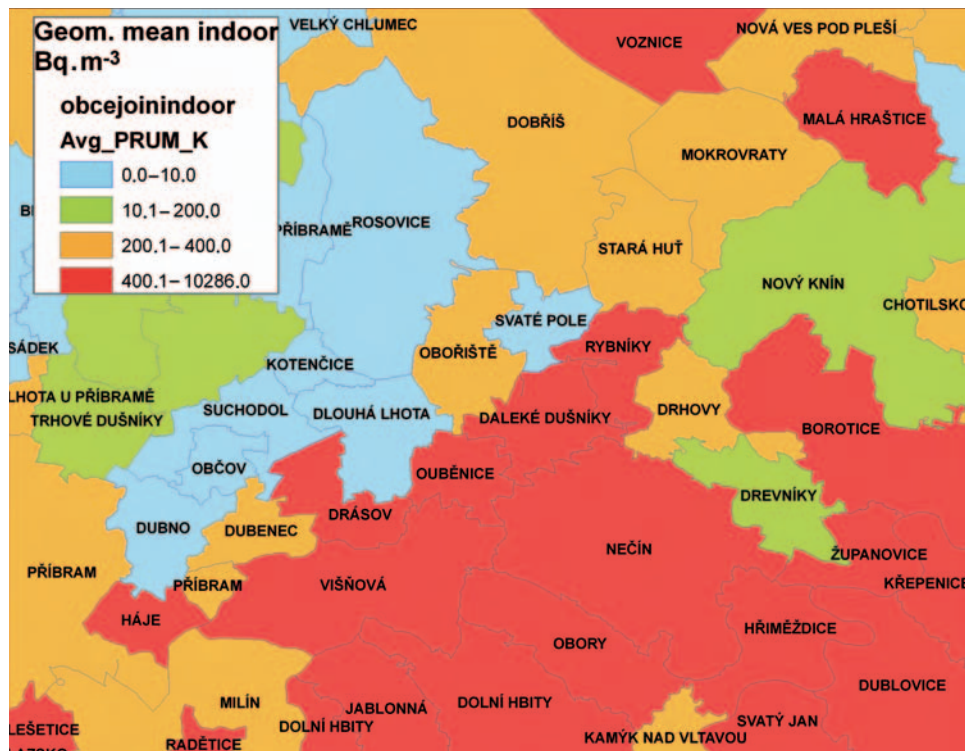 VELKÝ CHLUMEC
NOVÁ VES POD PLEŠÍ
Geom. mean indoor
Bq.m-3
obcejoinindoor
Avg_PRUM_K
0.0–10.0
10.1–200.0
200.1–400.0
400.1–10286.0
VOZNICE
MALÁ HRAŠTICE
DOBŘÍŠ
MOKROVRATY
PŘÍBRAMĚ
ROSOVICE
STARÁ HUŤ
NOVÝ KNÍN
CHOTILSKO
SVATÉ POLE
RYBNÍKY
SÁDEK
OBOŘIŠTĚ
KOTENČICE
LHOTA U PŘÍBRAMĚ
TRHOVÉ DUŠNÍKY
SUCHODOL
DLOUHÁ LHOTA
DALEKÉ DUŠNÍKY
DRHOVY
BOROTICE
OBČOV
OUBĚNICE
DREVNÍKY
DRÁSOV
DUBNO
DUBENEC
NEČÍN
ŽUPANOVICE
PŘÍBRAM
PŘÍBRAM
VIŠŇOVÁ
KŘEPENICE
HÁJE
HŘIMĚŽDICE
OBORY
DUBLOVICE
MILÍN
JABLONNÁ
DOLNÍ HBITY
DOLNÍ HBITY
SVATÝ JAN
LEŠETICE
RADĚTICE
KAMÝK NAD VLTAVOU